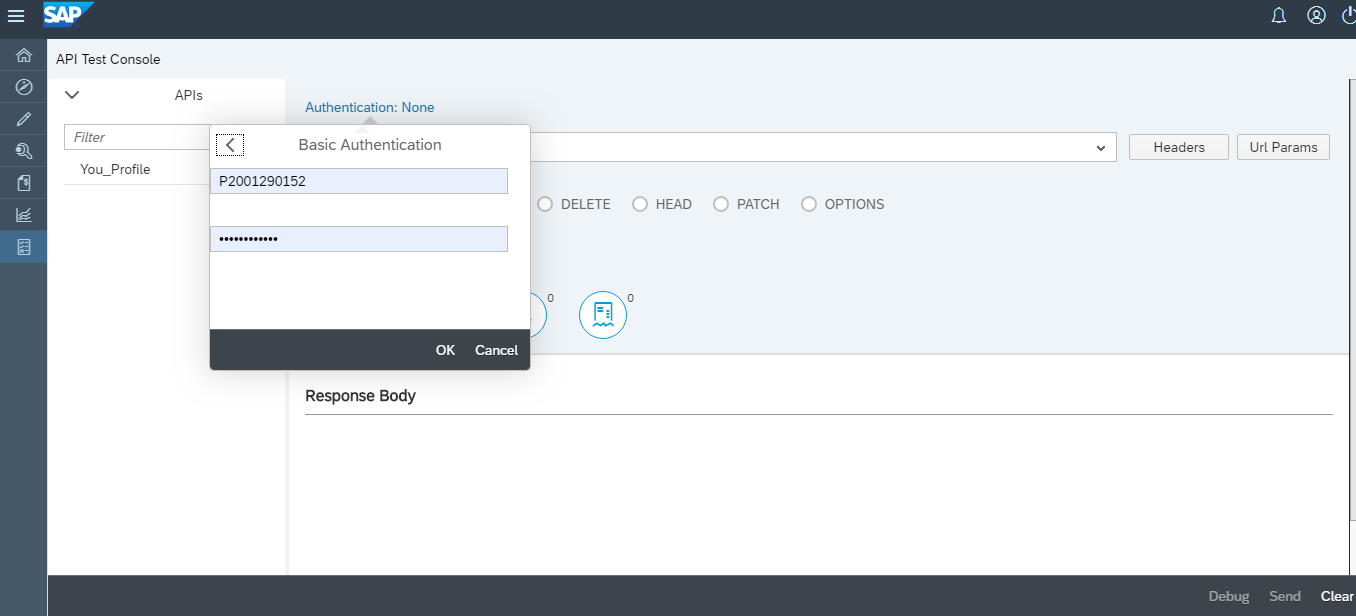 SAP
API Test Console
APIs
Authentication: None
Filter
Basic Authentication
Headers
Url Params
You_Profile
P2001290152
DELETE
HEAD
PATCH
OPTIONS
••••••••••••
0
0
OK
Cancel
Response Body
Debug
Send
Clear